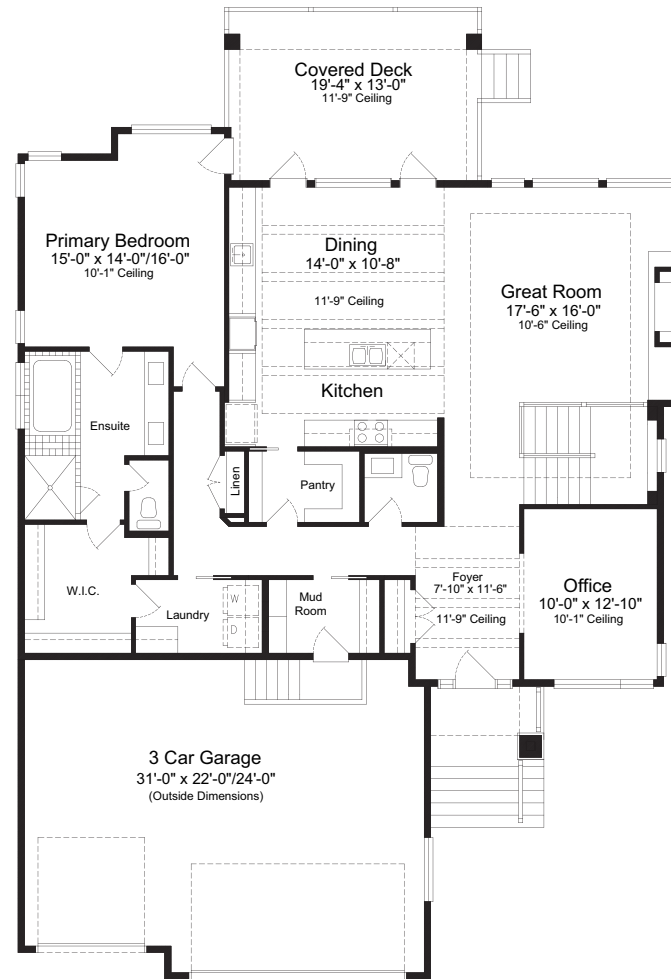 Covered Deck
19'-4" x 13'-0"
11'-9" Ceiling
Primary Bedroom
15'-0" x 14'-0"/16'-0"
10'-1" Ceiling
Dining
14'-0" x 10'-8"
11'-9" Ceiling
Great Room
17'-6" x 16'-0"
10'-6" Ceiling
Kitchen
Ensuite
Linen
Pantry
W.I.C.
Laundry
W
D
Mud
Room
Foyer
7'-10" x 11'-6"
11'-9" Ceiling
Office
10'-0" x 12'-10"
10'-1" Ceiling
3 Car Garage
31'-0" x 22'-0"/24'-0"
(Outside Dimensions)